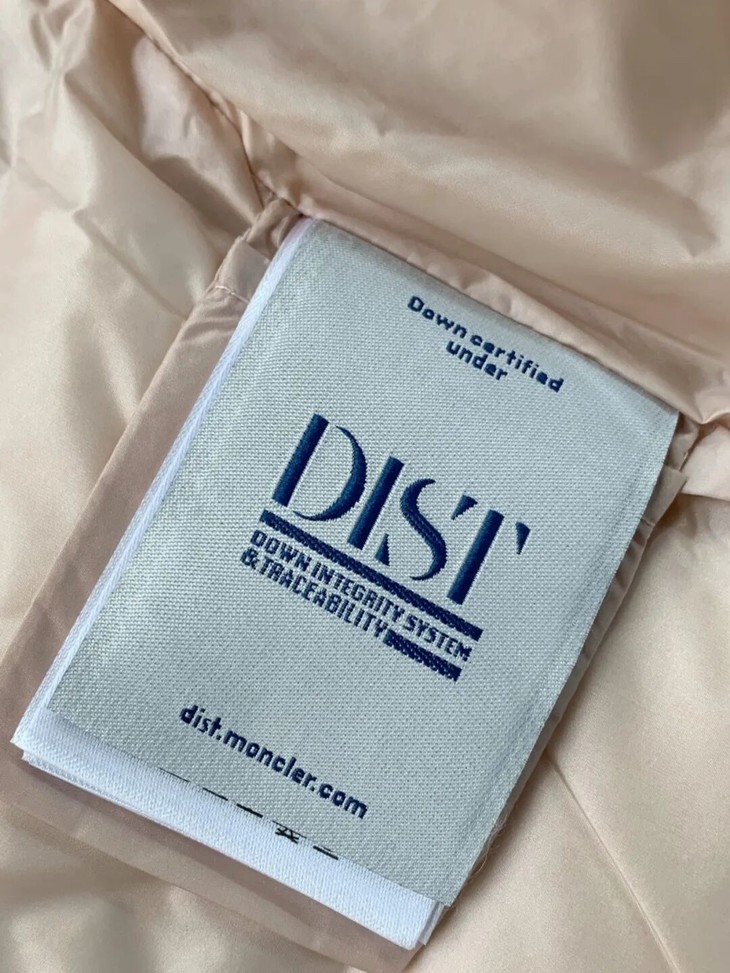 Down certified
under
DIST
DOWN INTEGRITY SYSTEM
& TRACEABILITY
dist.moncler.com